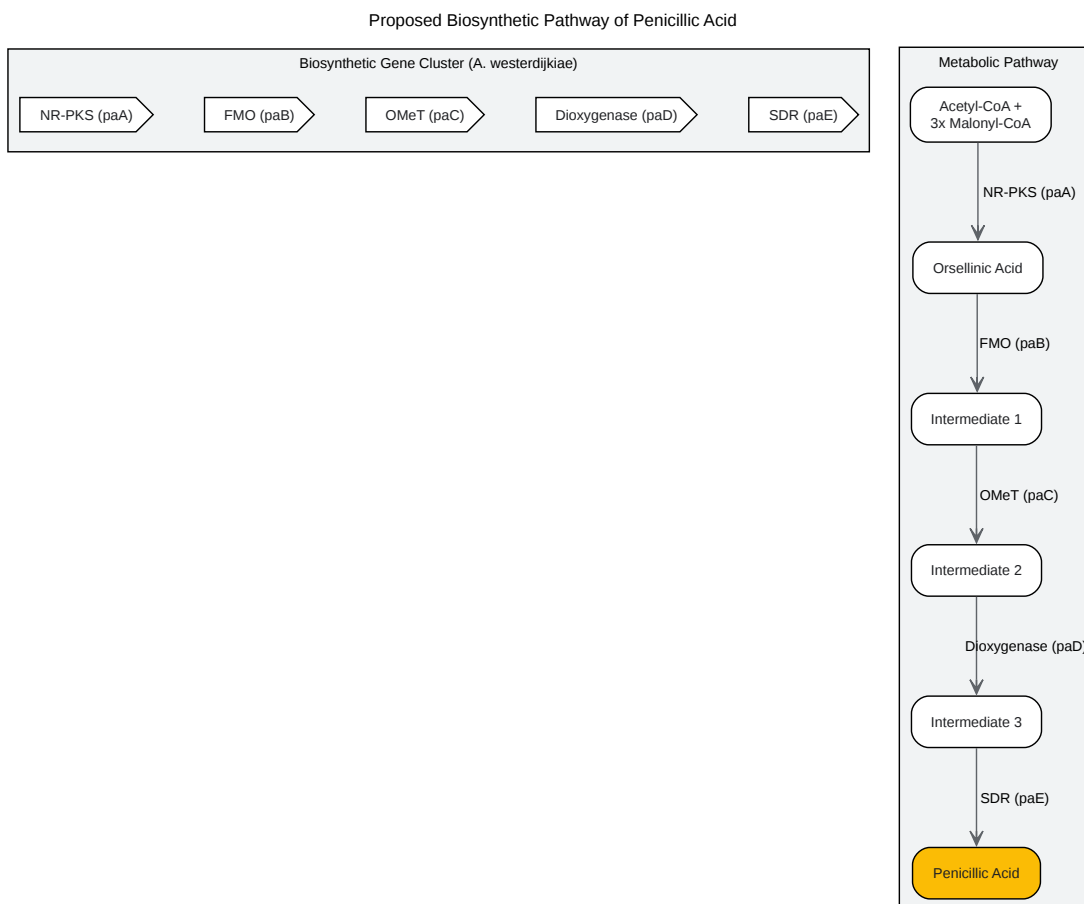 Proposed Biosynthetic Pathway of Penicillic Acid
Biosynthetic Gene Cluster (A. westerdijkiae)
NR-PKS (paA)
FMO (paB)
OMeT (paC)
Dioxygenase (paD)
SDR (paE)
Metabolic Pathway
Acetyl-CoA +
3x Malonyl-CoA
NR-PKS (paA)
Orsellinic Acid
FMO (paB)
Intermediate 1
OMeT (paC)
Intermediate 2
Dioxygenase (paD)
Intermediate 3
SDR (paE)
Penicillic Acid